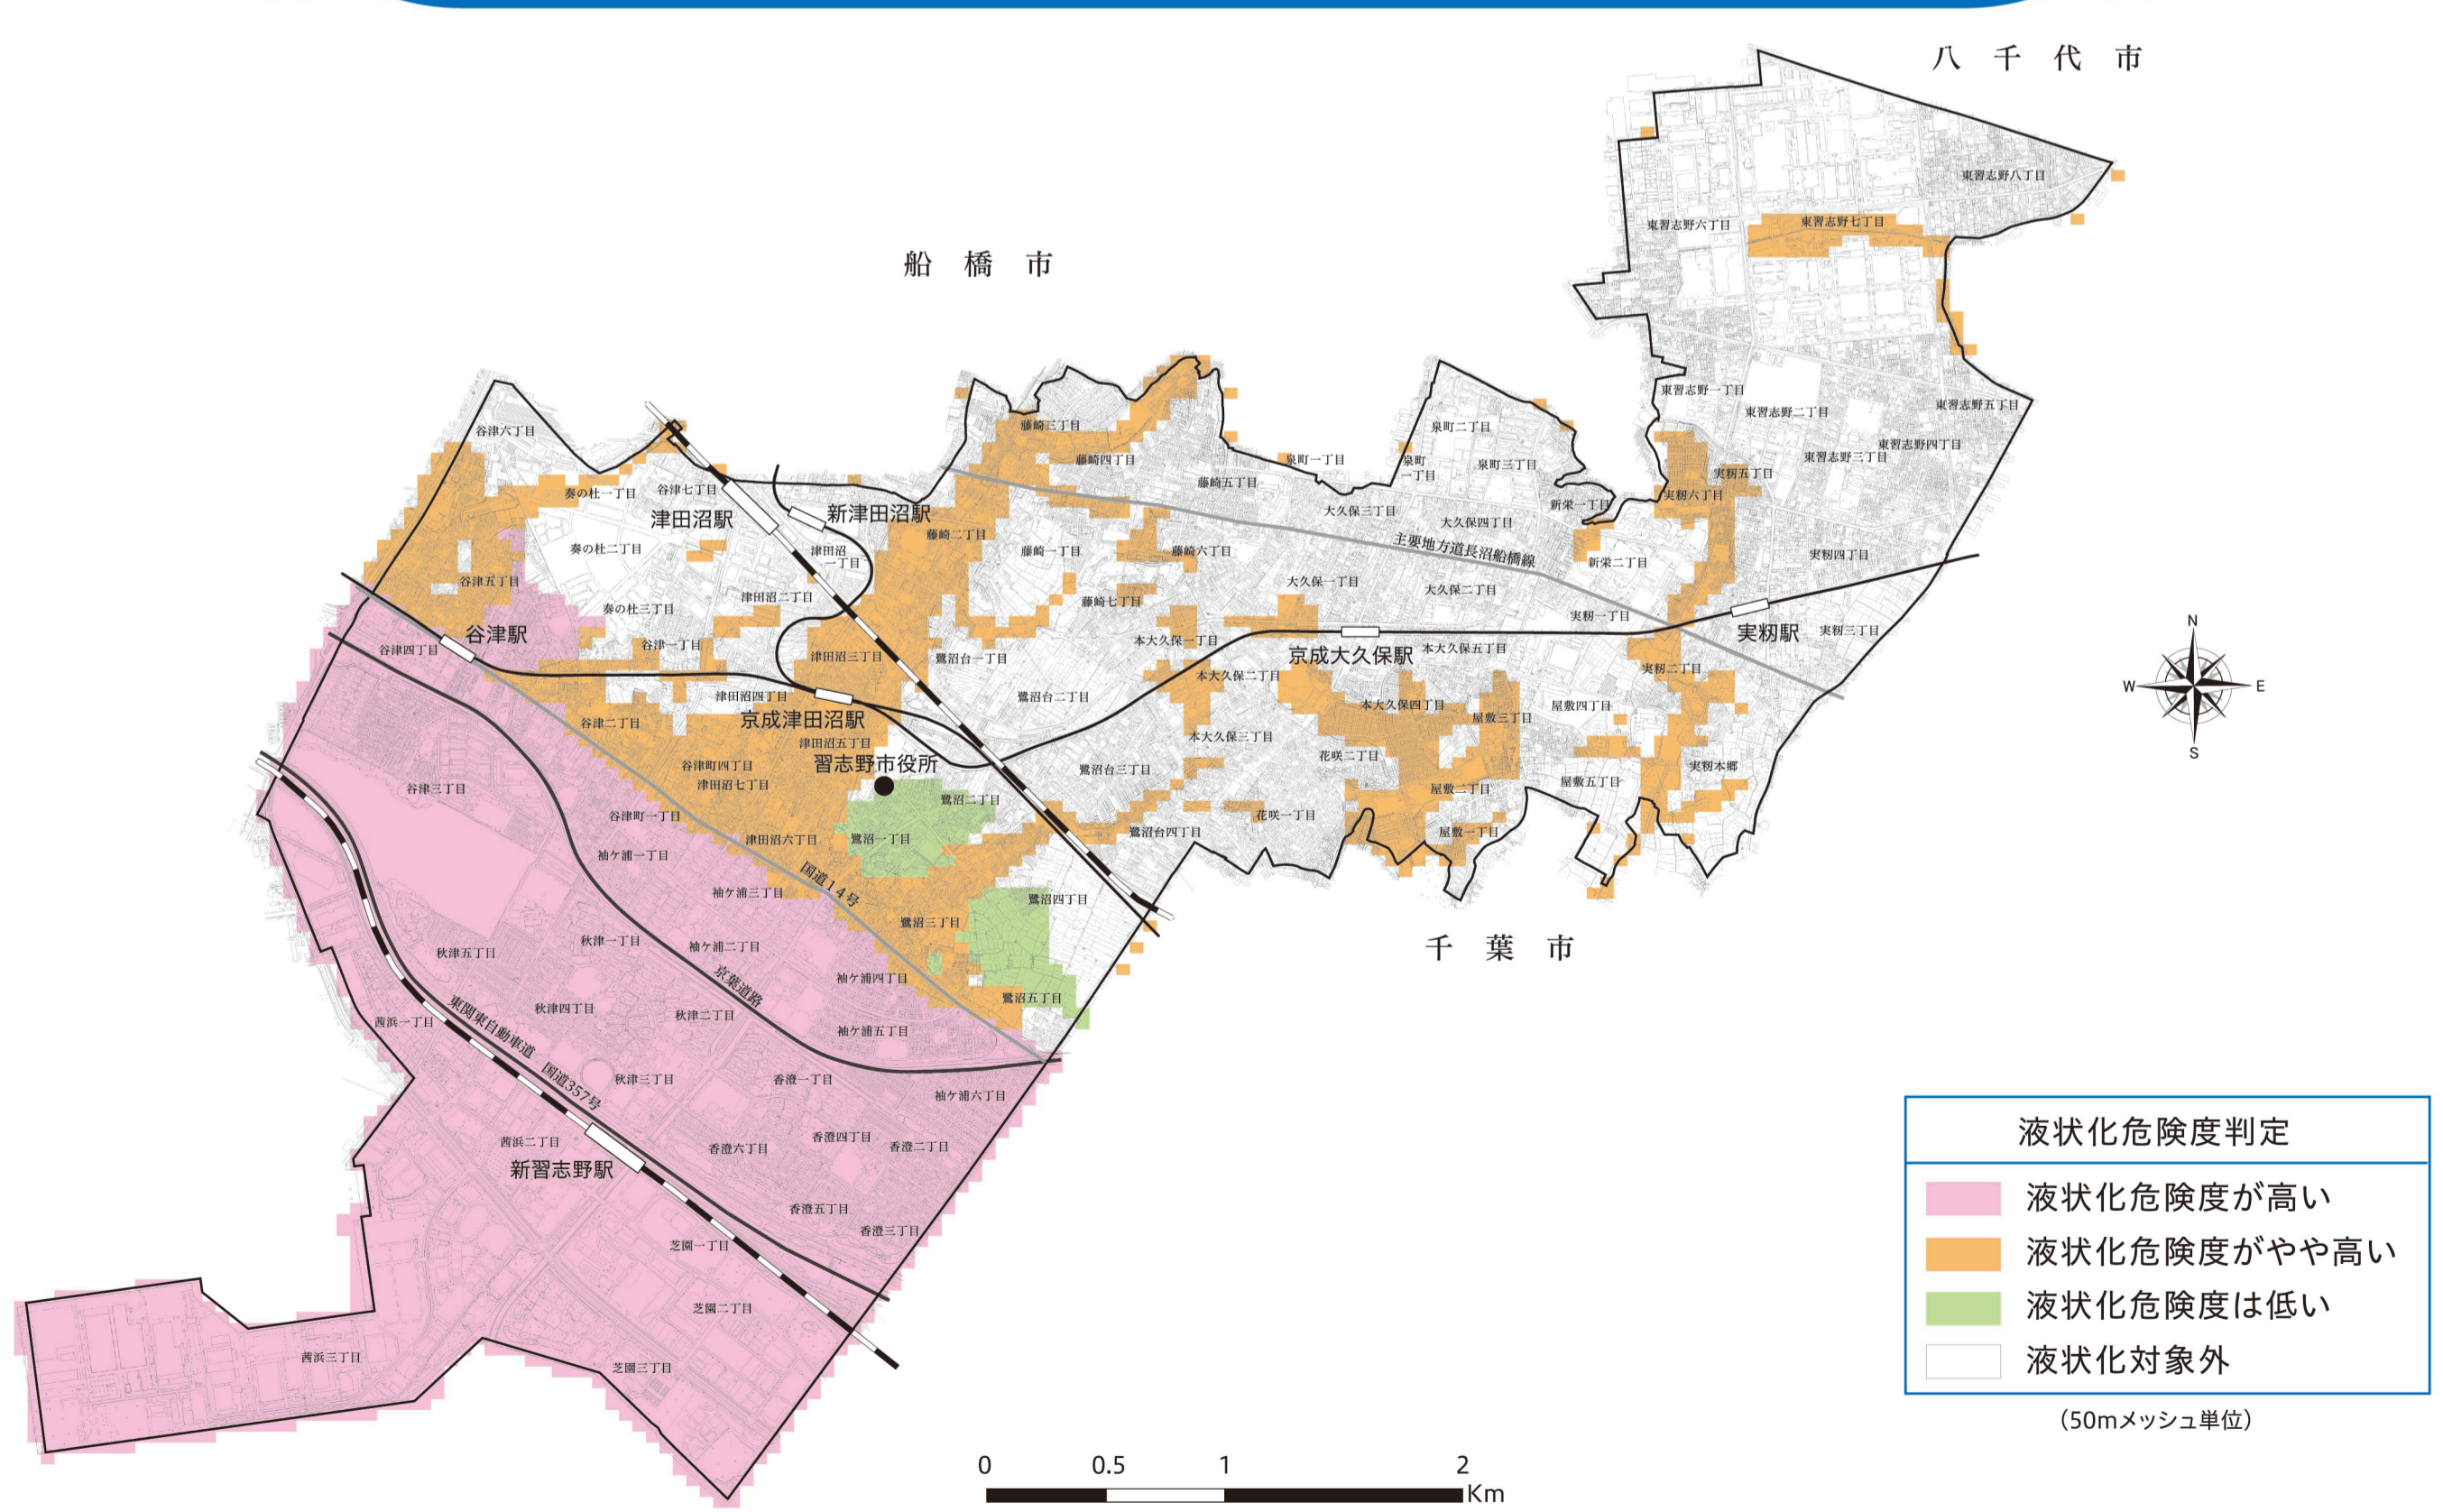 八千代市
船橋市
千葉市
東習志野八丁目
東習志野七丁目
東習志野六丁目
東習志野一丁目
東習志野二丁目
東習志野五丁目
東習志野四丁目
東習志野三丁目
谷津六丁目
藤崎三丁目
泉町二丁目
藤崎四丁目
泉町一丁目
泉町
一丁目
泉町三丁目
実籾五丁目
実籾六丁目
奏の杜一丁目
谷津七丁目
津田沼駅
新津田沼駅
藤崎五丁目
大久保三丁目
大久保四丁目
新栄一丁目
藤崎二丁目
奏の杜二丁目
津田沼
一丁目
藤崎一丁目
藤崎六丁目
主要地方道長沼船橋線
新栄二丁目
実籾四丁目
谷津五丁目
津田沼二丁目
藤崎七丁目
大久保一丁目
大久保二丁目
奏の杜三丁目
実籾一丁目
谷津駅
谷津四丁目
谷津一丁目
津田沼三丁目
鷺沼台一丁目
本大久保一丁目
京成大久保駅
本大久保五丁目
実籾駅
実籾三丁目
実籾二丁目
本大久保二丁目
津田沼四丁目
鷺沼台二丁目
本大久保四丁目
屋敷三丁目
屋敷四丁目
谷津二丁目
京成津田沼駅
津田沼五丁目
本大久保三丁目
花咲二丁目
習志野市役所
谷津町四丁目
津田沼七丁目
鷺沼台三丁目
実籾本郷
谷津三丁目
鷺沼二丁目
屋敷二丁目
屋敷五丁目
谷津町一丁目
津田沼六丁目
鷺沼一丁目
鷺沼台四丁目
花咲一丁目
屋敷一丁目
袖ケ浦一丁目
国道14号
袖ケ浦三丁目
鷺沼四丁目
鷺沼三丁目
秋津五丁目
秋津一丁目
袖ケ浦二丁目
京葉道路
袖ケ浦四丁目
鷺沼五丁目
茜浜一丁目
東関東自動車道
国道357号
秋津四丁目
秋津二丁目
袖ケ浦五丁目
秋津三丁目
香澄一丁目
袖ケ浦六丁目
茜浜二丁目
新習志野駅
香澄六丁目
香澄四丁目
香澄二丁目
香澄五丁目
香澄三丁目
芝園一丁目
芝園二丁目
茜浜三丁目
芝園三丁目
N
W
E
S
液状化危険度判定
液状化危険度が高い
液状化危険度がやや高い
液状化危険度は低い
液状化対象外
(50mメッシュ単位)
0 0.5 1 2
Km